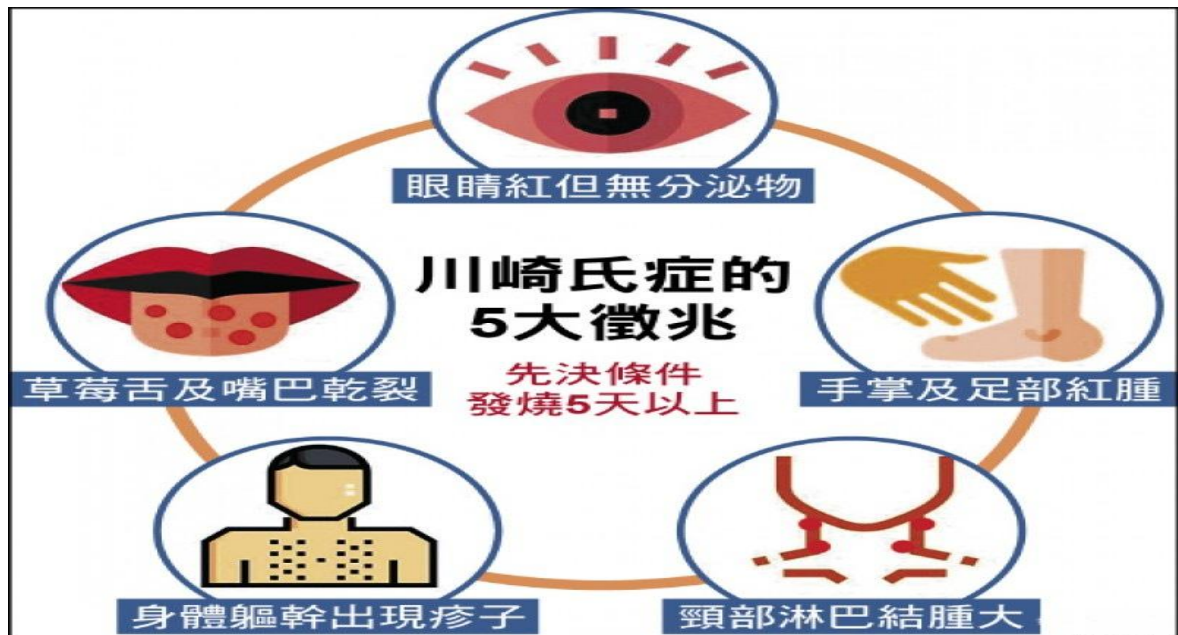 眼睛紅但無分泌物
川崎氏症的
5大徵兆
先決條件
發燒5天以上
草莓舌及嘴巴乾裂
手掌及足部紅腫
身體軀幹出現疹子
頸部淋巴結腫大